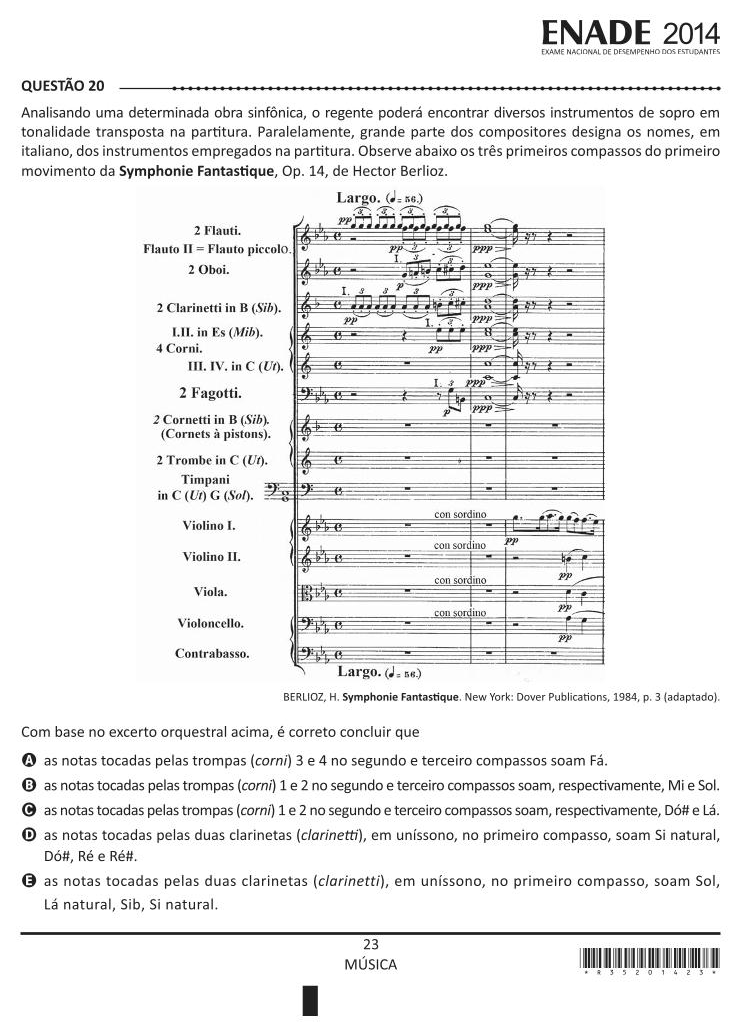 ENADE 2014
EXAME NACIONAL DE DESEMPENHO DOS ESTUDANTES
QUESTÃO 20
Analisando uma determinada obra sinfônica, o regente poderá encontrar diversos instrumentos de sopro em
tonalidade transposta na partitura. Paralelamente, grande parte dos compositores designa os nomes, em
italiano, dos instrumentos empregados na partitura. Observe abaixo os três primeiros compassos do primeiro
movimento da Symphonie Fantastique, Op. 14, de Hector Berlioz.
Largo. (♩= 56.)
2 Flauti.
Flauto II = Flauto piccolo.
2 Oboi.
2 Clarinetti in B (Sib).
I.II. in Es (Mib).
4 Corni.
III. IV. in C (Ut).
2 Fagotti.
2 Cornetti in B (Sib).
(Cornets à pistons).
2 Trombe in C (Ut).
Timpani
in C (Ut) G (Sol).
Violino I.
con sordino
Violino II.
con sordino
Viola.
con sordino
Violoncello.
con sordino
Contrabasso.
Largo. (♩= 56.)
BERLIOZ, H. Symphonie Fantastique. New York: Dover Publications, 1984, p. 3 (adaptado).
Com base no excerto orquestral acima, é correto concluir que
A as notas tocadas pelas trompas (corni) 3 e 4 no segundo e terceiro compassos soam Fá.
B as notas tocadas pelas trompas (corni) 1 e 2 no segundo e terceiro compassos soam, respectivamente, Mi e Sol.
C as notas tocadas pelas trompas (corni) 1 e 2 no segundo e terceiro compassos soam, respectivamente, Dó# e Lá.
D as notas tocadas pelas duas clarinetas (clarinetti), em uníssono, no primeiro compasso, soam Si natural,
Dó#, Ré e Ré#.
E as notas tocadas pelas duas clarinetas (clarinetti), em uníssono, no primeiro compasso, soam Sol,
Lá natural, Sib, Si natural.
23
MÚSICA
* R 3 5 2 0 1 4 2 3 *